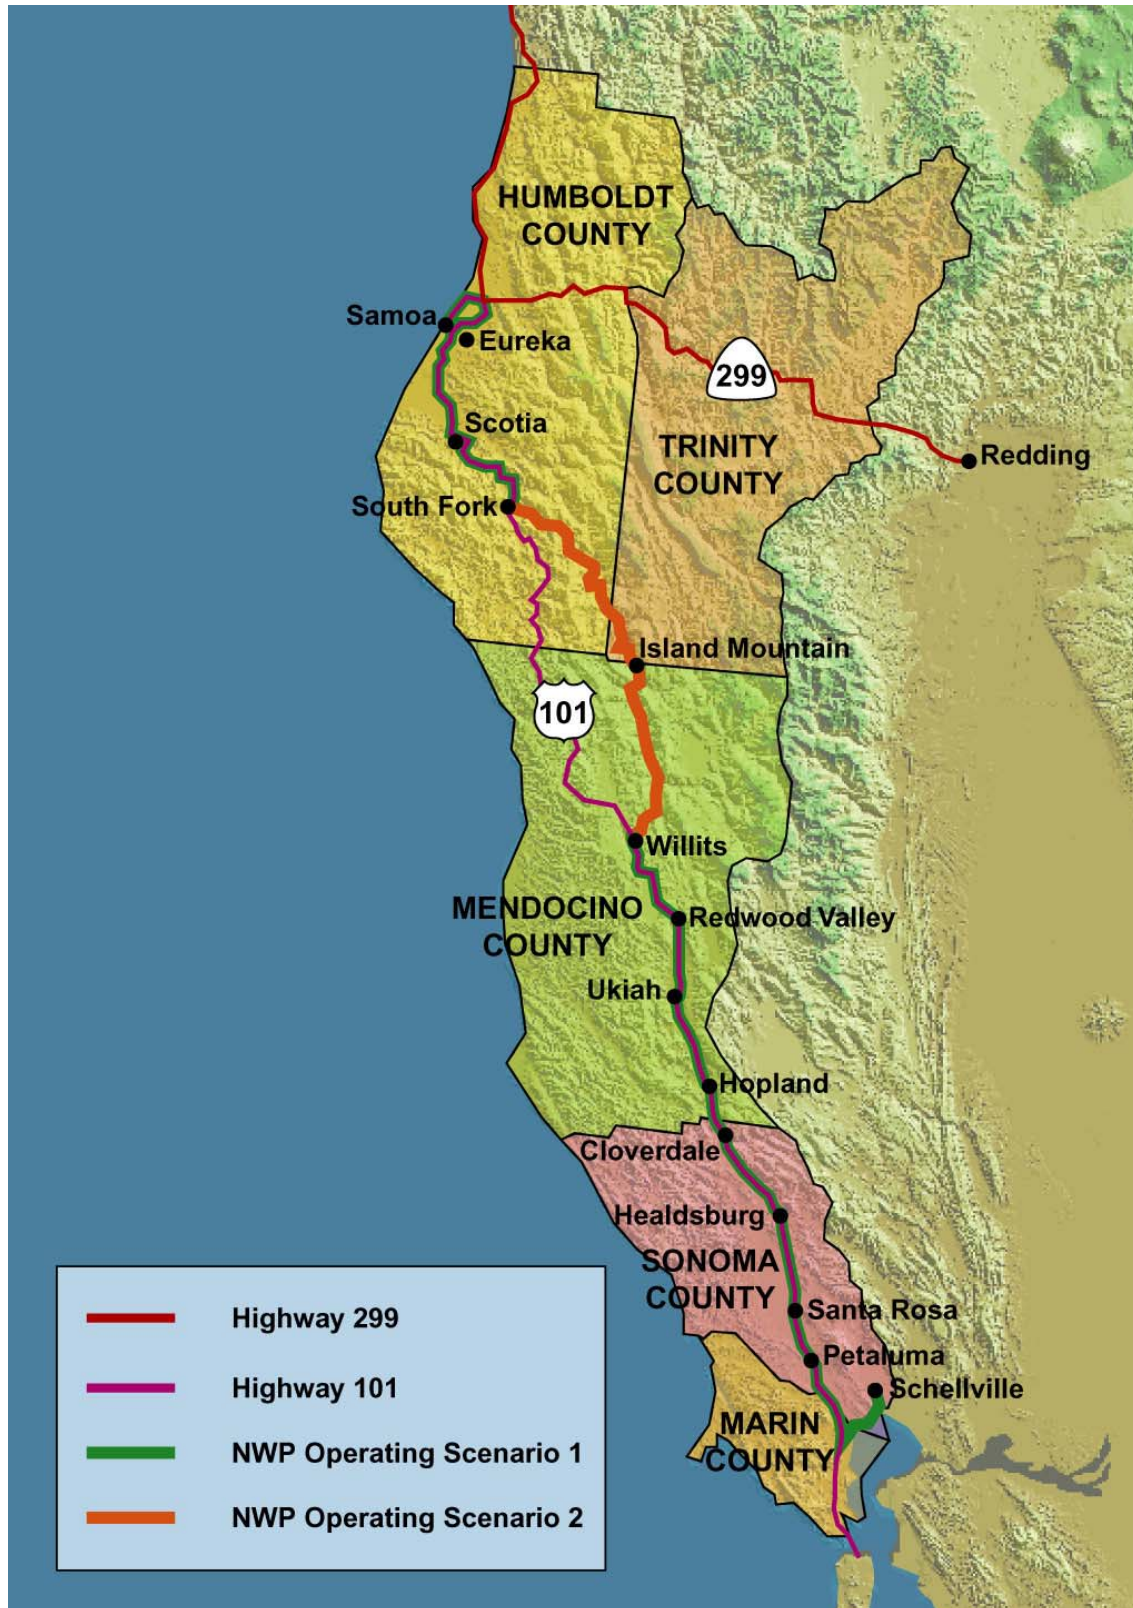 HUMBOLDT
COUNTY
Samoa
Eureka
299
Scotia
TRINITY
COUNTY
Redding
South Fork
Island Mountain
101
Willits
MENDOCINO
COUNTY
Redwood Valley
Ukiah
Hopland
Cloverdale
Healdsburg
SONOMA
COUNTY
Santa Rosa
Petaluma
Schellville
MARIN
COUNTY
Highway 299
Highway 101
NWP Operating Scenario 1
NWP Operating Scenario 2